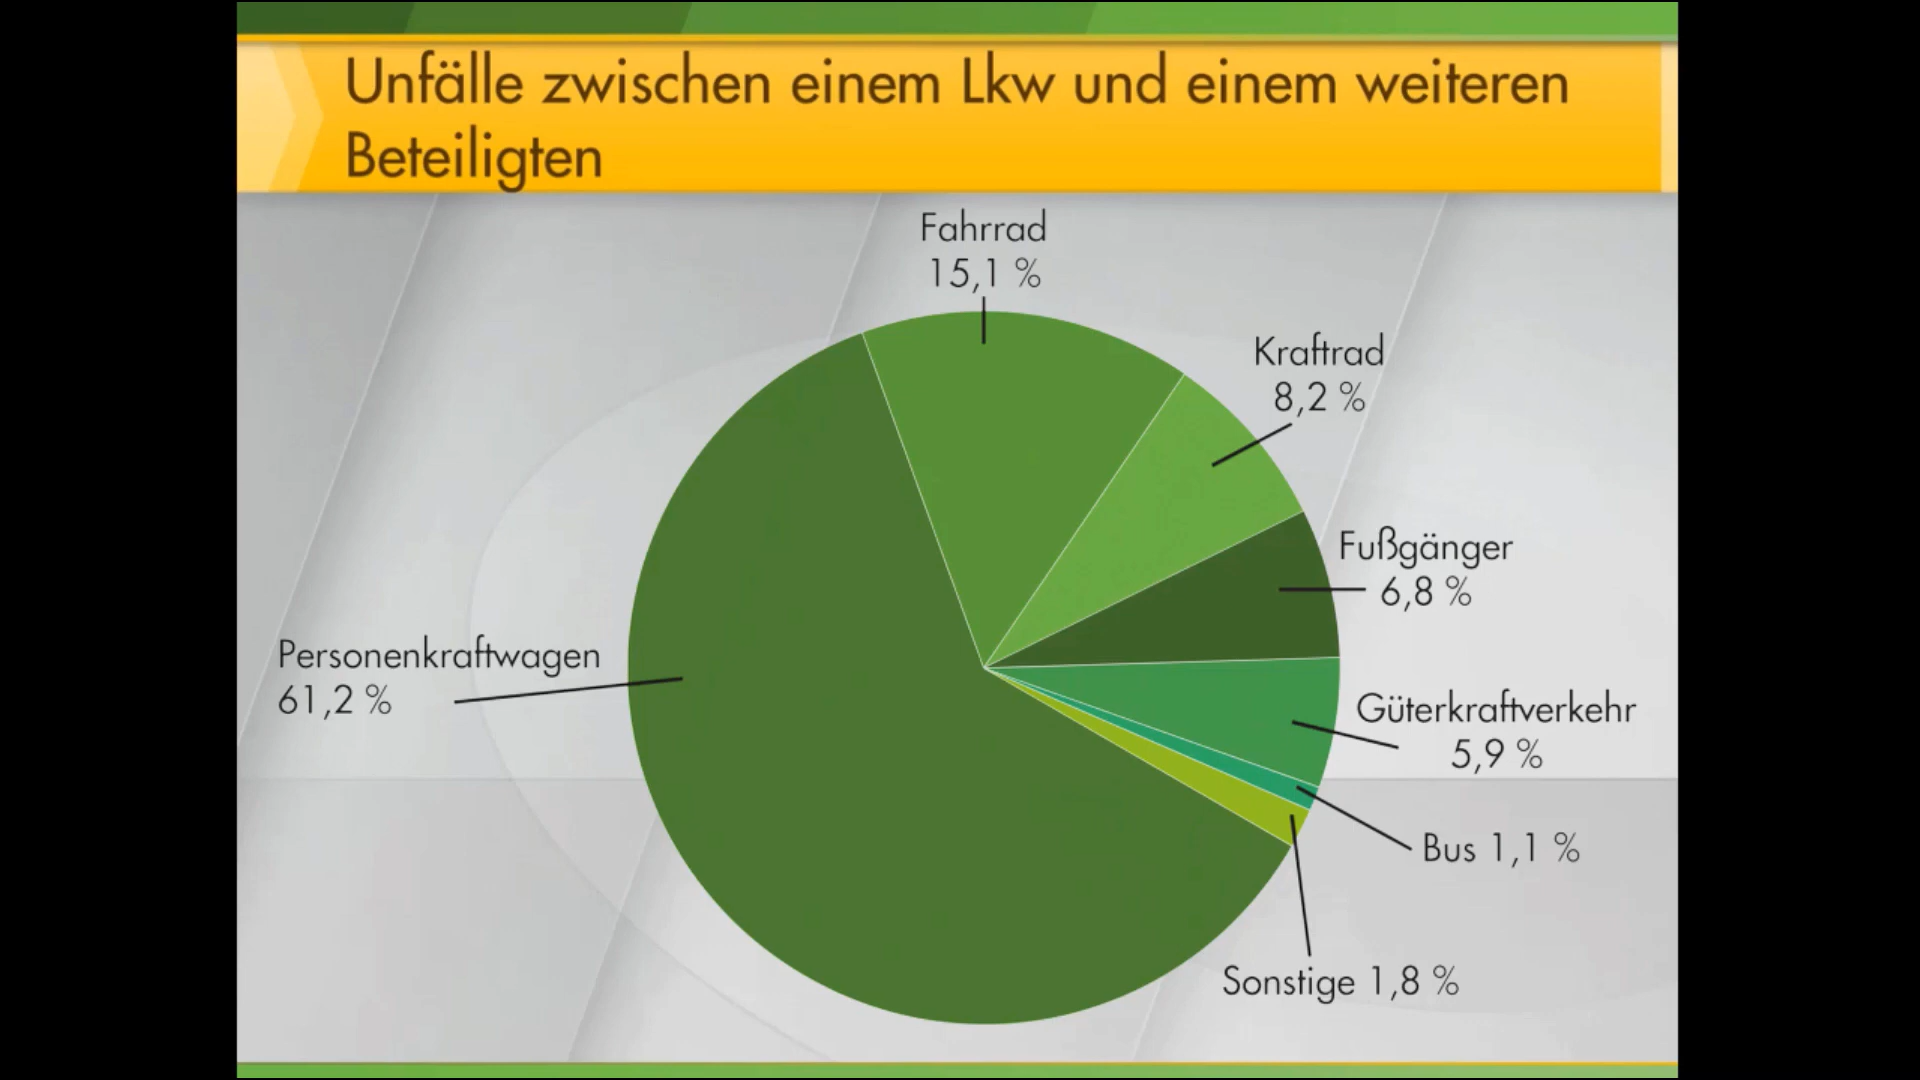 Unfälle zwischen einem Lkw und einem weiteren
Beteiligten
Fahrrad
15,1 %
Kraftrad
8,2 %
Fußgänger
6,8 %
Personenkraftwagen
61,2 %
Güterkraftverkehr
5,9 %
Bus 1,1 %
Sonstige 1,8 %